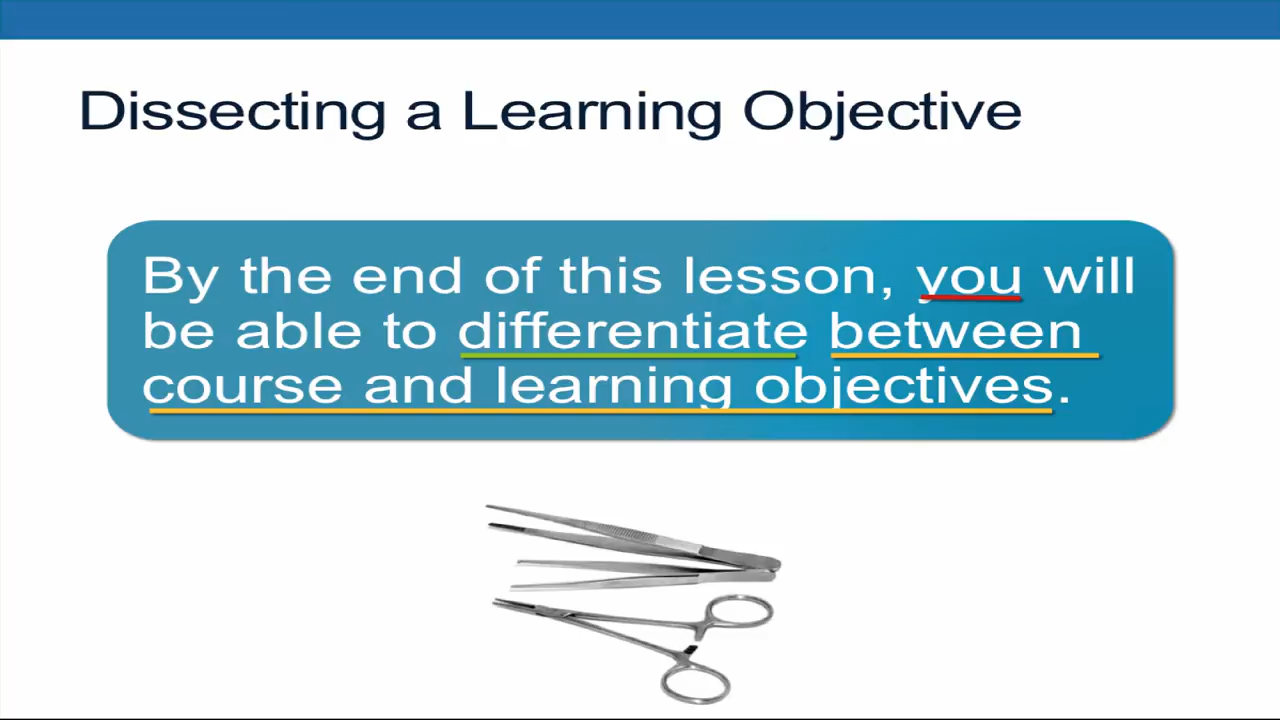 Dissecting a Learning Objective
By the end of this lesson, you will
be able to differentiate between
course and learning objectives.